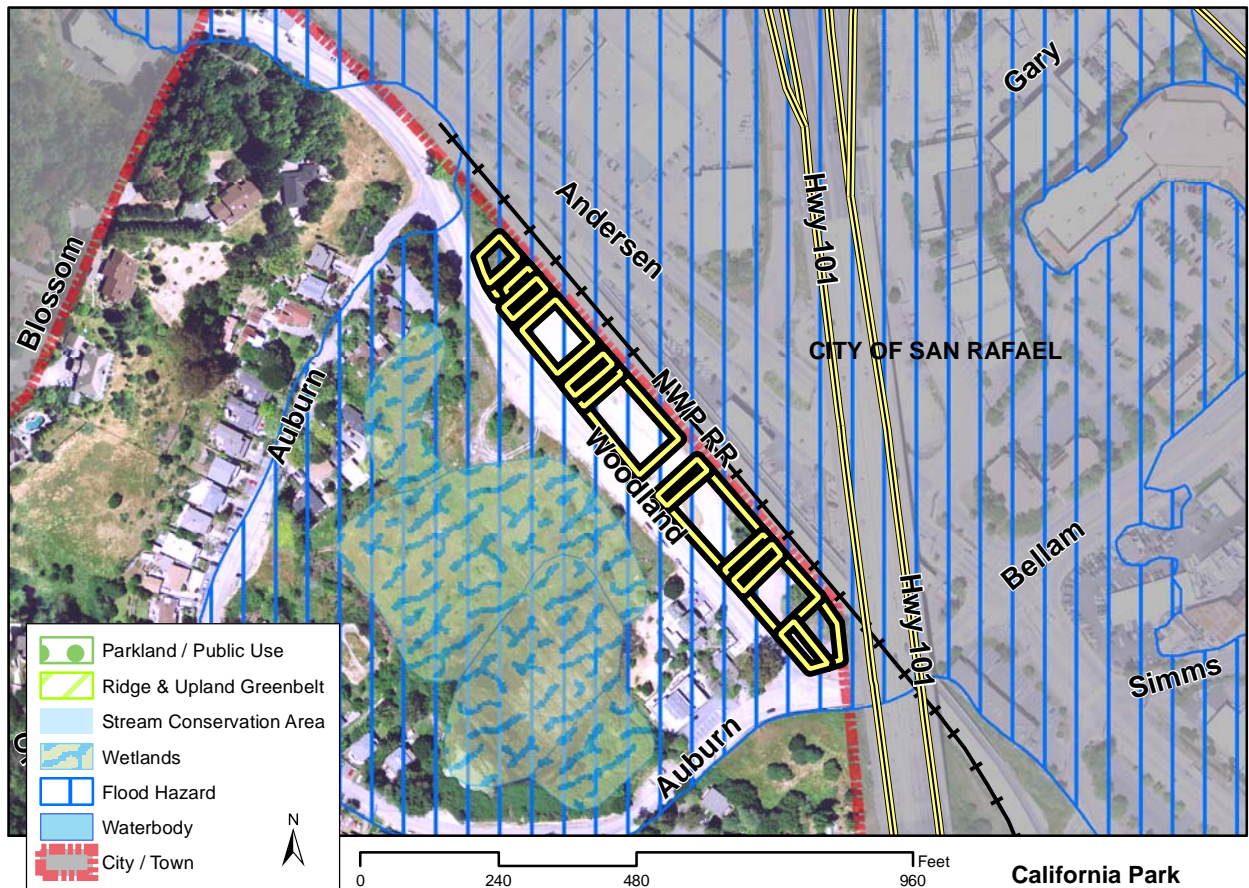 Gary
Andersen
Hwy 101
Blossom
CITY OF SAN RAFAEL
Auburn
NWP RR
Woodland
Bellam
Hwy 101
Simms
Auburn
Parkland / Public Use
Ridge & Upland Greenbelt
Stream Conservation Area
Wetlands
Flood Hazard
Waterbody
City / Town
N
Feet
0 240 480 960
California Park